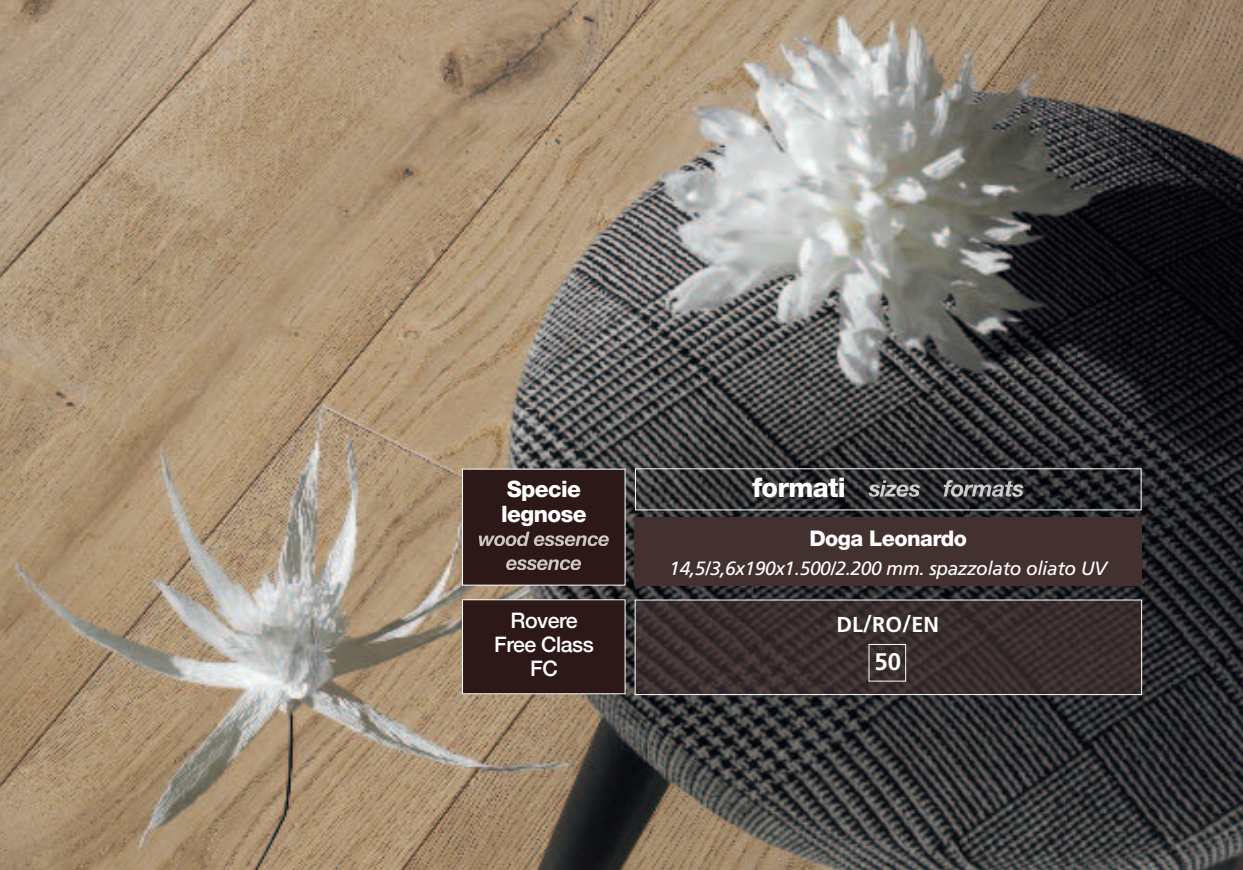 Specie
legnose
wood essence
essence
formati sizes formats
Doga Leonardo
14,5/3,6x190x1.500/2.200 mm. spazzolato oliato UV
Rovere
Free Class
FC
DL/RO/EN
50